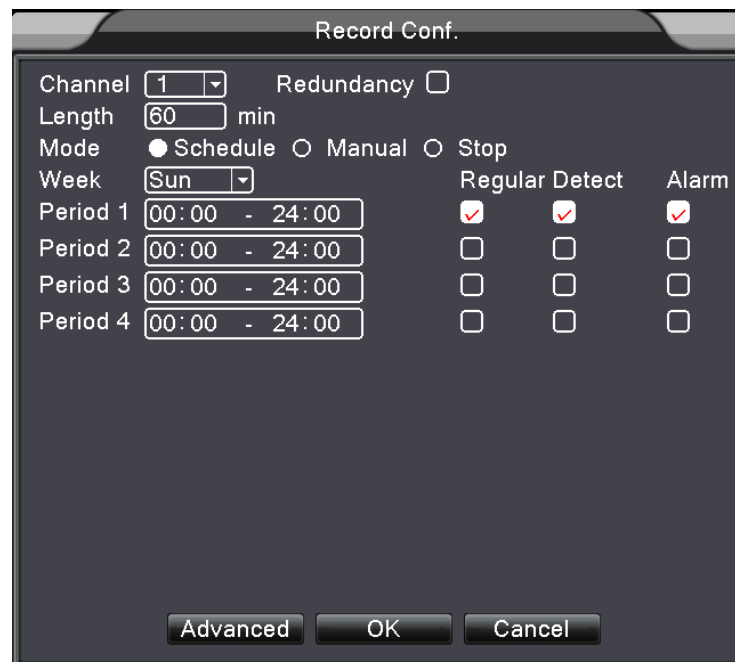 Record Conf.
Channel 1 Redundancy
Length 60 min
Mode Schedule Manual Stop
Week Sun Regular Detect Alarm
Period 1 00:00 - 24:00
Period 2 00:00 - 24:00
Period 3 00:00 - 24:00
Period 4 00:00 - 24:00
Advanced OK Cancel